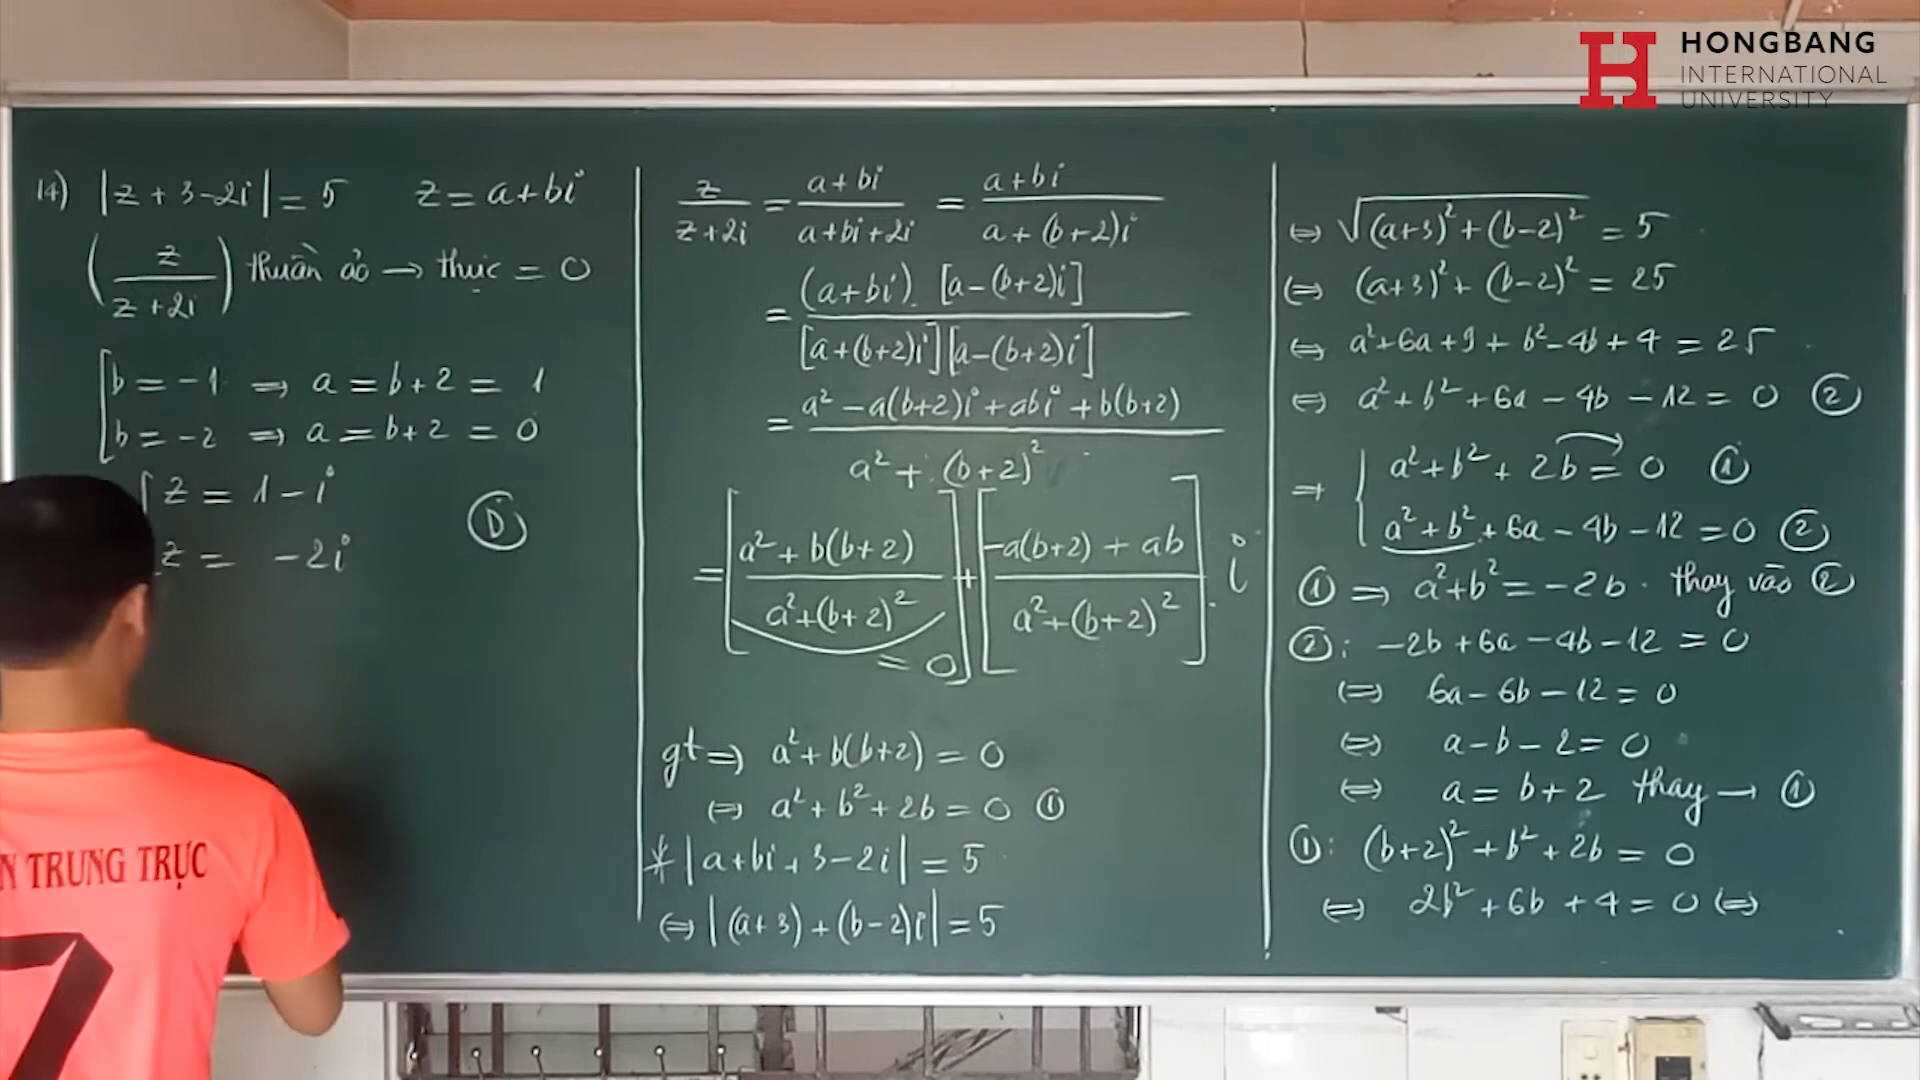 HONGBANG
INTERNATIONAL
UNIVERSITY
14) |z + 3 - 2i| = 5 z = a + bi
(z / (z + 2i)) thuần ảo → thực = 0
[ b = -1 ⇒ a = b + 2 = 1
b = -2 ⇒ a = b + 2 = 0
[ z = 1 - i
z = -2i
Ⓓ
z / (z + 2i) = (a + bi) / (a + bi + 2i) = (a + bi) / (a + (b + 2)i)
= (a + bi) . [a - (b + 2)i] / [a + (b + 2)i][a - (b + 2)i]
= (a² - a(b + 2)i + abi + b(b + 2)) / (a² + (b + 2)²)
= [(a² + b(b + 2)) / (a² + (b + 2)²)] + [(-a(b + 2) + ab) / (a² + (b + 2)²)] . i
= 0
gt ⇒ a² + b(b + 2) = 0
⇔ a² + b² + 2b = 0 ①
* |a + bi + 3 - 2i| = 5
⇔ |(a + 3) + (b - 2)i| = 5
⇔ √((a + 3)² + (b - 2)²) = 5
⇔ (a + 3)² + (b - 2)² = 25
⇔ a² + 6a + 9 + b² - 4b + 4 = 25
⇔ a² + b² + 6a - 4b - 12 = 0 ②
⇒ { a² + b² + 2b = 0 ①
a² + b² + 6a - 4b - 12 = 0 ②
① ⇒ a² + b² = -2b . thay vào ②
②: -2b + 6a - 4b - 12 = 0
⇔ 6a - 6b - 12 = 0
⇔ a - b - 2 = 0
⇔ a = b + 2 thay → ①
①: (b + 2)² + b² + 2b = 0
⇔ 2b² + 6b + 4 = 0 ⇔
N TRUNG TRỰC
7